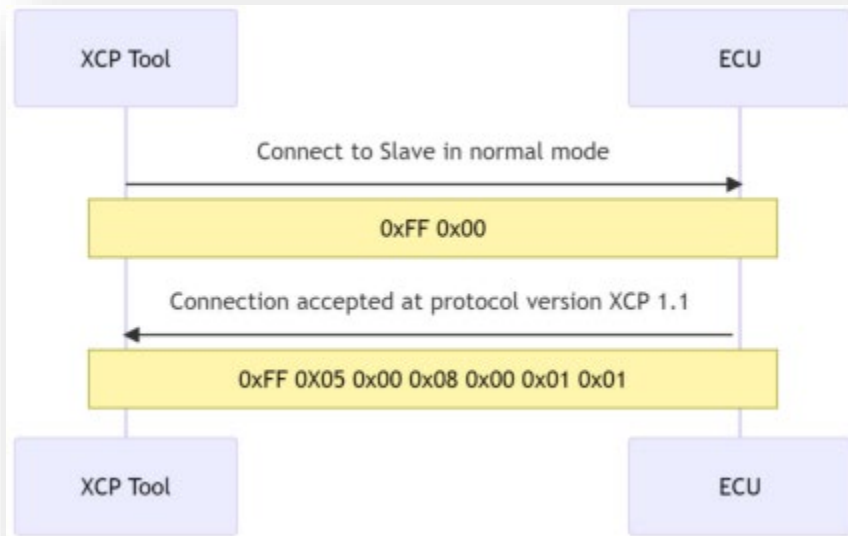 XCP Tool
ECU
Connect to Slave in normal mode
0xFF 0x00
Connection accepted at protocol version XCP 1.1
0xFF 0X05 0x00 0x08 0x00 0x01 0x01
XCP Tool
ECU